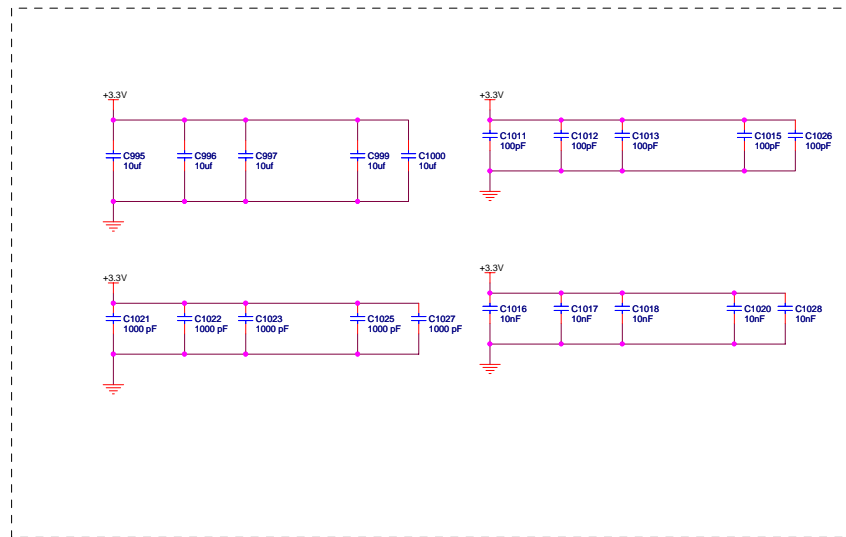 +3.3V
C995
10uf
C996
10uf
C997
10uf
C999
10uf
C1000
10uf
+3.3V
C1011
100pF
C1012
100pF
C1013
100pF
C1015
100pF
C1026
100pF
+3.3V
C1021
1000 pF
C1022
1000 pF
C1023
1000 pF
C1025
1000 pF
C1027
1000 pF
+3.3V
C1016
10nF
C1017
10nF
C1018
10nF
C1020
10nF
C1028
10nF